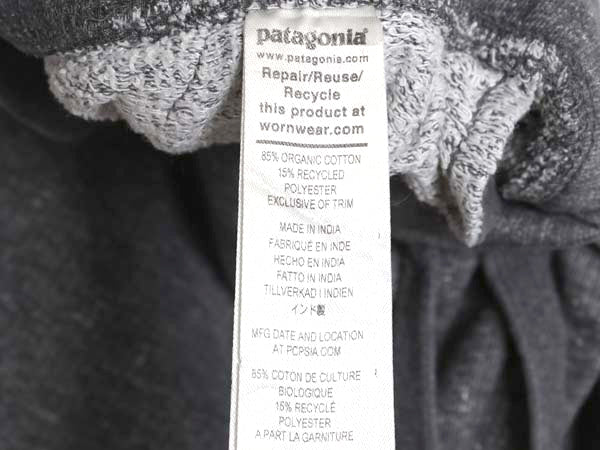 patagonia®
www.patagonia.com
Repair/Reuse/
Recycle
this product at
wornwear.com
85% ORGANIC COTTON
15% RECYCLED
POLYESTER
EXCLUSIVE OF TRIM
MADE IN INDIA
FABRIQUÉ EN INDE
HECHO EN INDIA
FATTO IN INDIA
TILLVERKAD I INDIEN
インド製
MFG DATE AND LOCATION
AT PCPSIA.COM
85% COTON DE CULTURE
BIOLOGIQUE
15% RECYCLÉ
POLYESTER
A PART LA GARNITURE